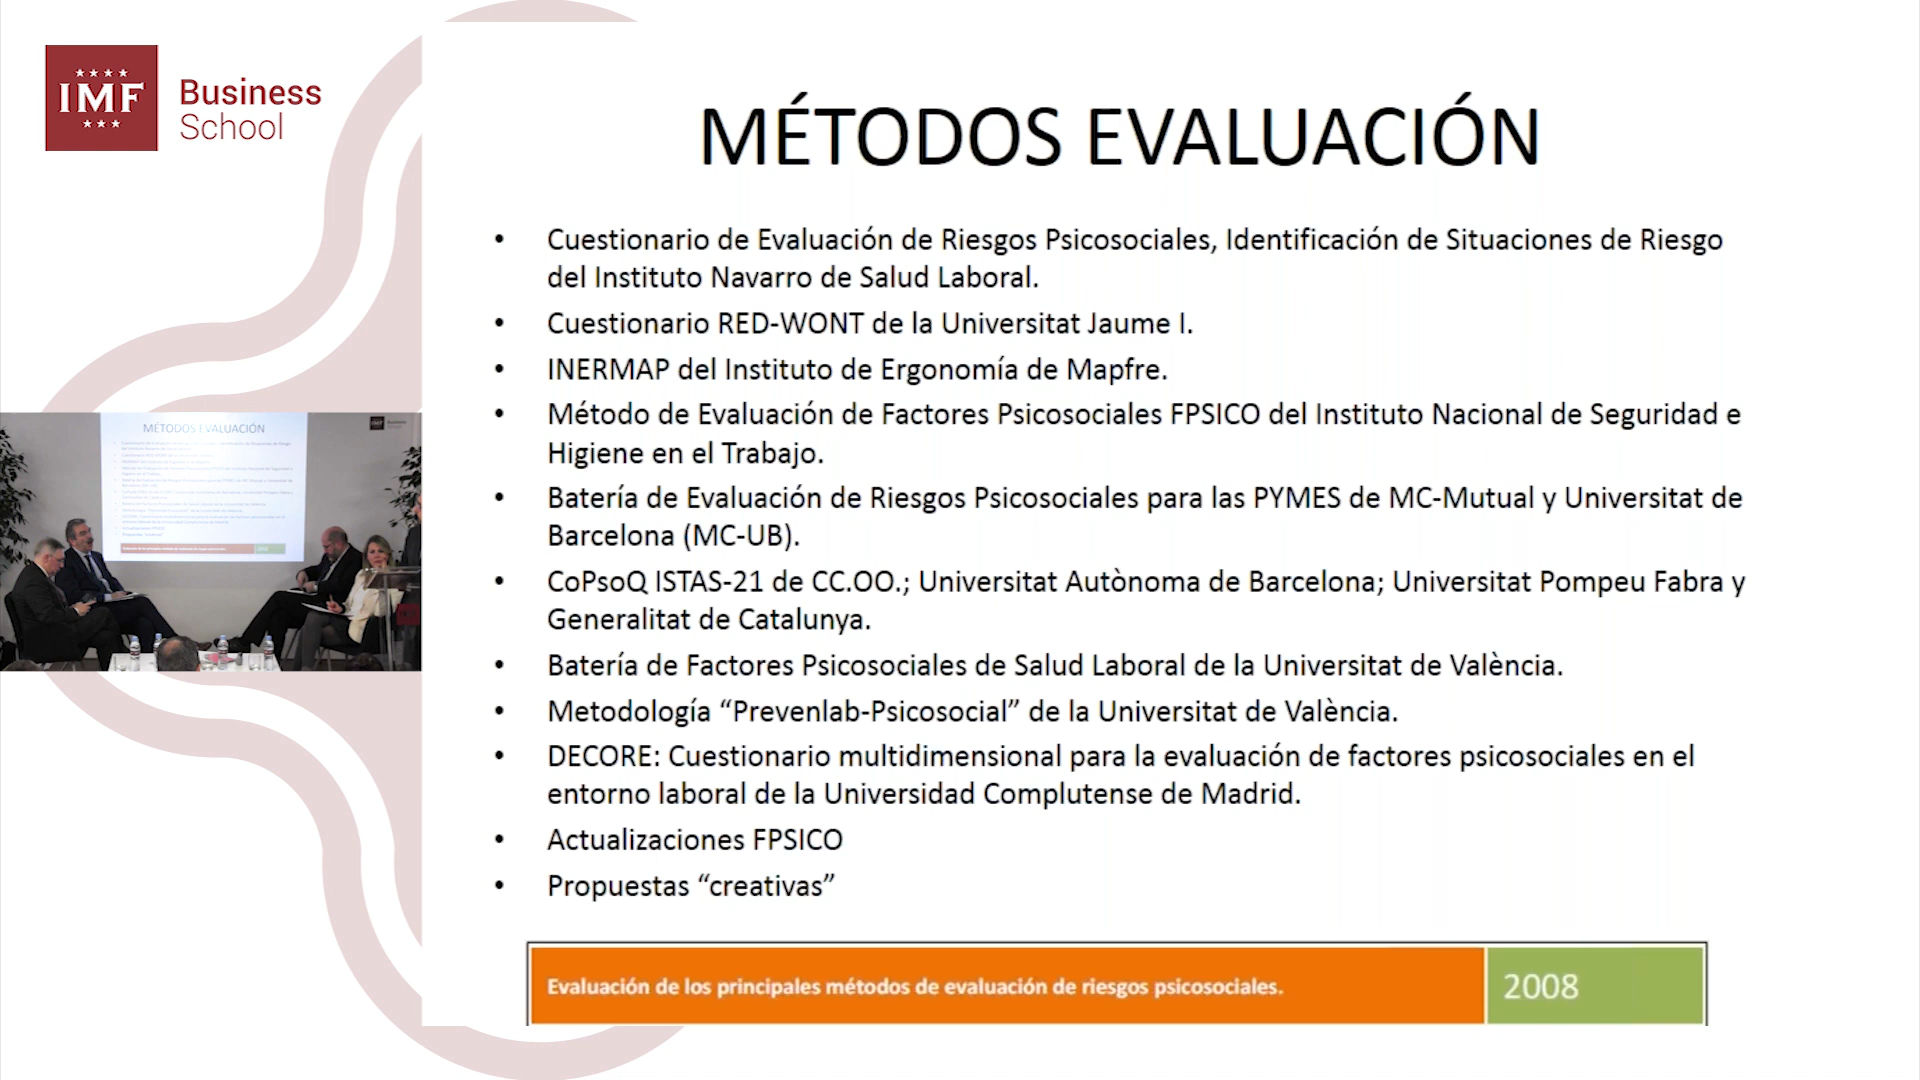 IMF
Business
School
MÉTODOS EVALUACIÓN
• Cuestionario de Evaluación de Riesgos Psicosociales, Identificación de Situaciones de Riesgo
del Instituto Navarro de Salud Laboral.
• Cuestionario RED-WONT de la Universitat Jaume I.
• INERMAP del Instituto de Ergonomía de Mapfre.
• Método de Evaluación de Factores Psicosociales FPSICO del Instituto Nacional de Seguridad e
Higiene en el Trabajo.
• Batería de Evaluación de Riesgos Psicosociales para las PYMES de MC-Mutual y Universitat de
Barcelona (MC-UB).
• CoPsoQ ISTAS-21 de CC.OO.; Universitat Autònoma de Barcelona; Universitat Pompeu Fabra y
Generalitat de Catalunya.
• Batería de Factores Psicosociales de Salud Laboral de la Universitat de València.
• Metodología “Prevenlab-Psicosocial” de la Universitat de València.
• DECORE: Cuestionario multidimensional para la evaluación de factores psicosociales en el
entorno laboral de la Universidad Complutense de Madrid.
• Actualizaciones FPSICO
• Propuestas “creativas”
Evaluación de los principales métodos de evaluación de riesgos psicosociales.
2008
MÉTODOS EVALUACIÓN
IMF